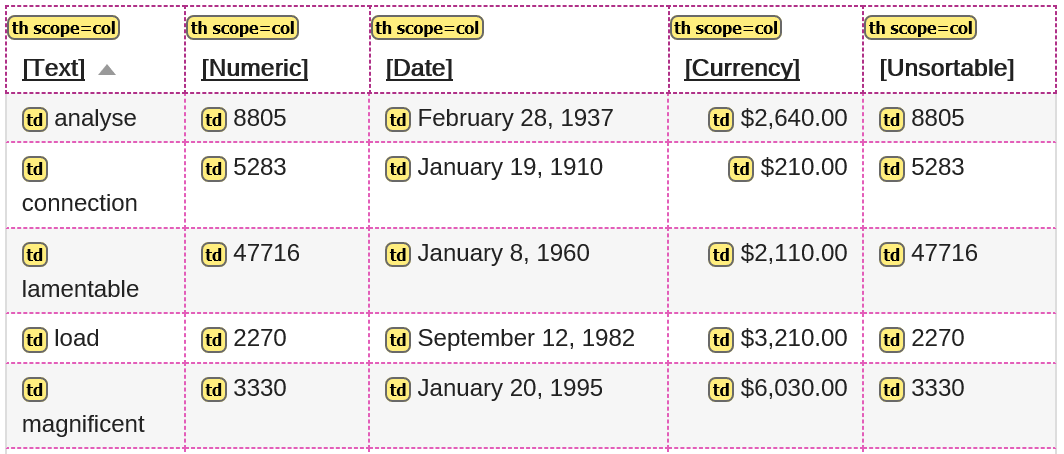 th scope=col th scope=col th scope=col th scope=col th scope=col
[Text] [Numeric] [Date] [Currency] [Unsortable]
td analyse td 8805 td February 28, 1937 td $2,640.00 td 8805
td td 5283 td January 19, 1910 td $210.00 td 5283
connection
td td 47716 td January 8, 1960 td $2,110.00 td 47716
lamentable
td load td 2270 td September 12, 1982 td $3,210.00 td 2270
td td 3330 td January 20, 1995 td $6,030.00 td 3330
magnificent